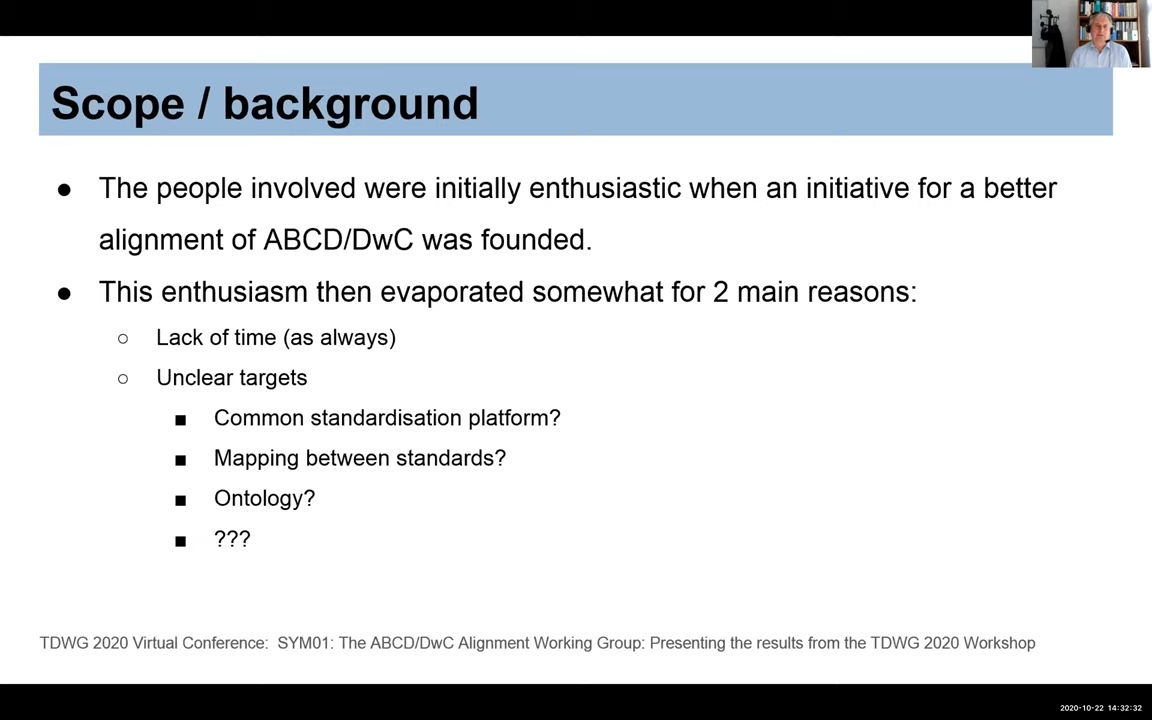 Scope / background
● The people involved were initially enthusiastic when an initiative for a better
alignment of ABCD/DwC was founded.
● This enthusiasm then evaporated somewhat for 2 main reasons:
○ Lack of time (as always)
○ Unclear targets
■ Common standardisation platform?
■ Mapping between standards?
■ Ontology?
■ ???
TDWG 2020 Virtual Conference: SYM01: The ABCD/DwC Alignment Working Group: Presenting the results from the TDWG 2020 Workshop
2020-10-22 14:32:32